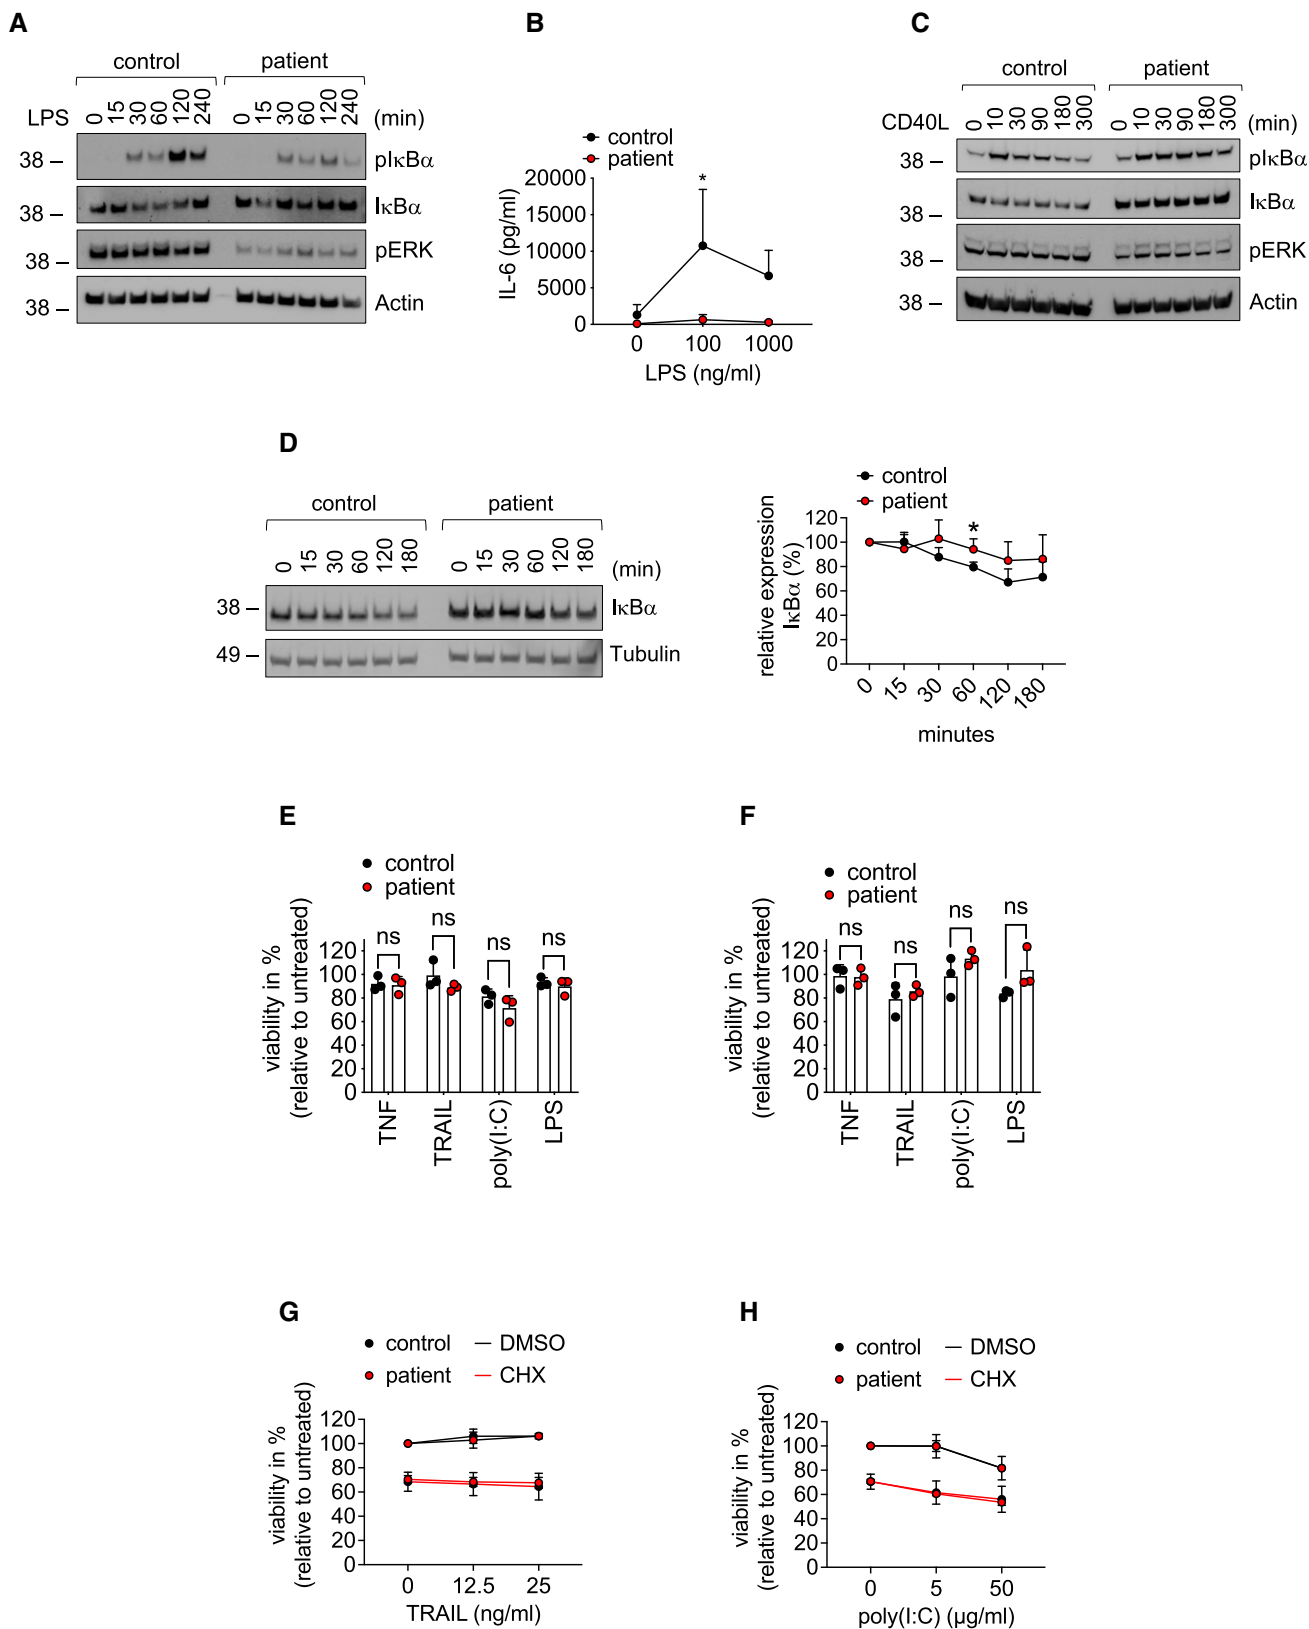 A
control patient
LPS 0 15 30 60 120 240 0 15 30 60 120 240 (min)
38 – pIκBα
38 – IκBα
38 – pERK
38 – Actin
B
control
patient
IL-6 (pg/ml)
20000
15000
10000
5000
0
*
0 100 1000
LPS (ng/ml)
C
control patient
CD40L 0 10 30 90 180 300 0 10 30 90 180 300 (min)
38 – pIκBα
38 – IκBα
38 – pERK
38 – Actin
D
control patient
0 15 30 60 120 180 0 15 30 60 120 180 (min)
38 – IκBα
49 – Tubulin
control
patient
relative expression
IκBα (%)
120
100
80
60
40
20
0
*
0 15 30 60 120 180
minutes
E
control
patient
viability in %
(relative to untreated)
120
100
80
60
40
20
0
ns ns ns ns
TNF TRAIL poly(I:C) LPS
F
control
patient
viability in %
(relative to untreated)
120
100
80
60
40
20
0
ns ns ns ns
TNF TRAIL poly(I:C) LPS
G
control DMSO
patient CHX
viability in %
(relative to untreated)
120
100
80
60
40
20
0
0 12.5 25
TRAIL (ng/ml)
H
control DMSO
patient CHX
viability in %
(relative to untreated)
120
100
80
60
40
20
0
0 5 50
poly(I:C) (µg/ml)